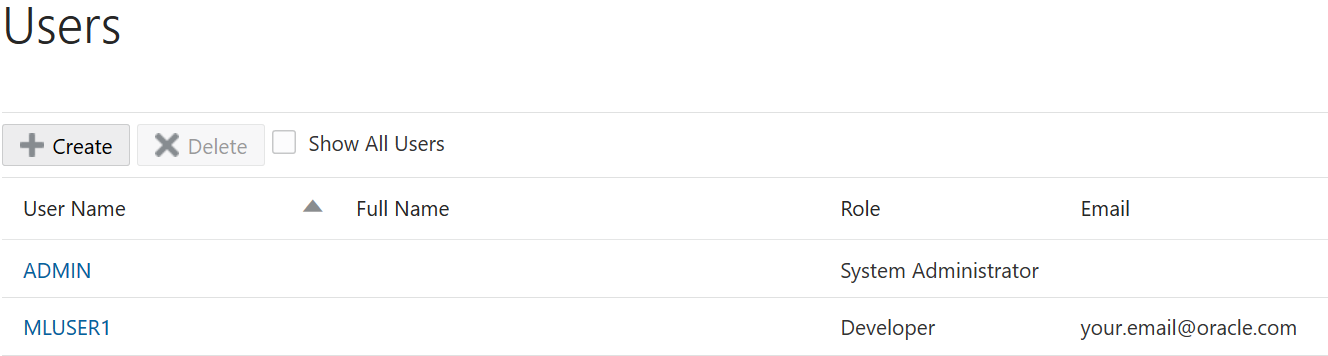 Users
Create Delete Show All Users
User Name Full Name Role Email
ADMIN System Administrator
MLUSER1 Developer your.email@oracle.com